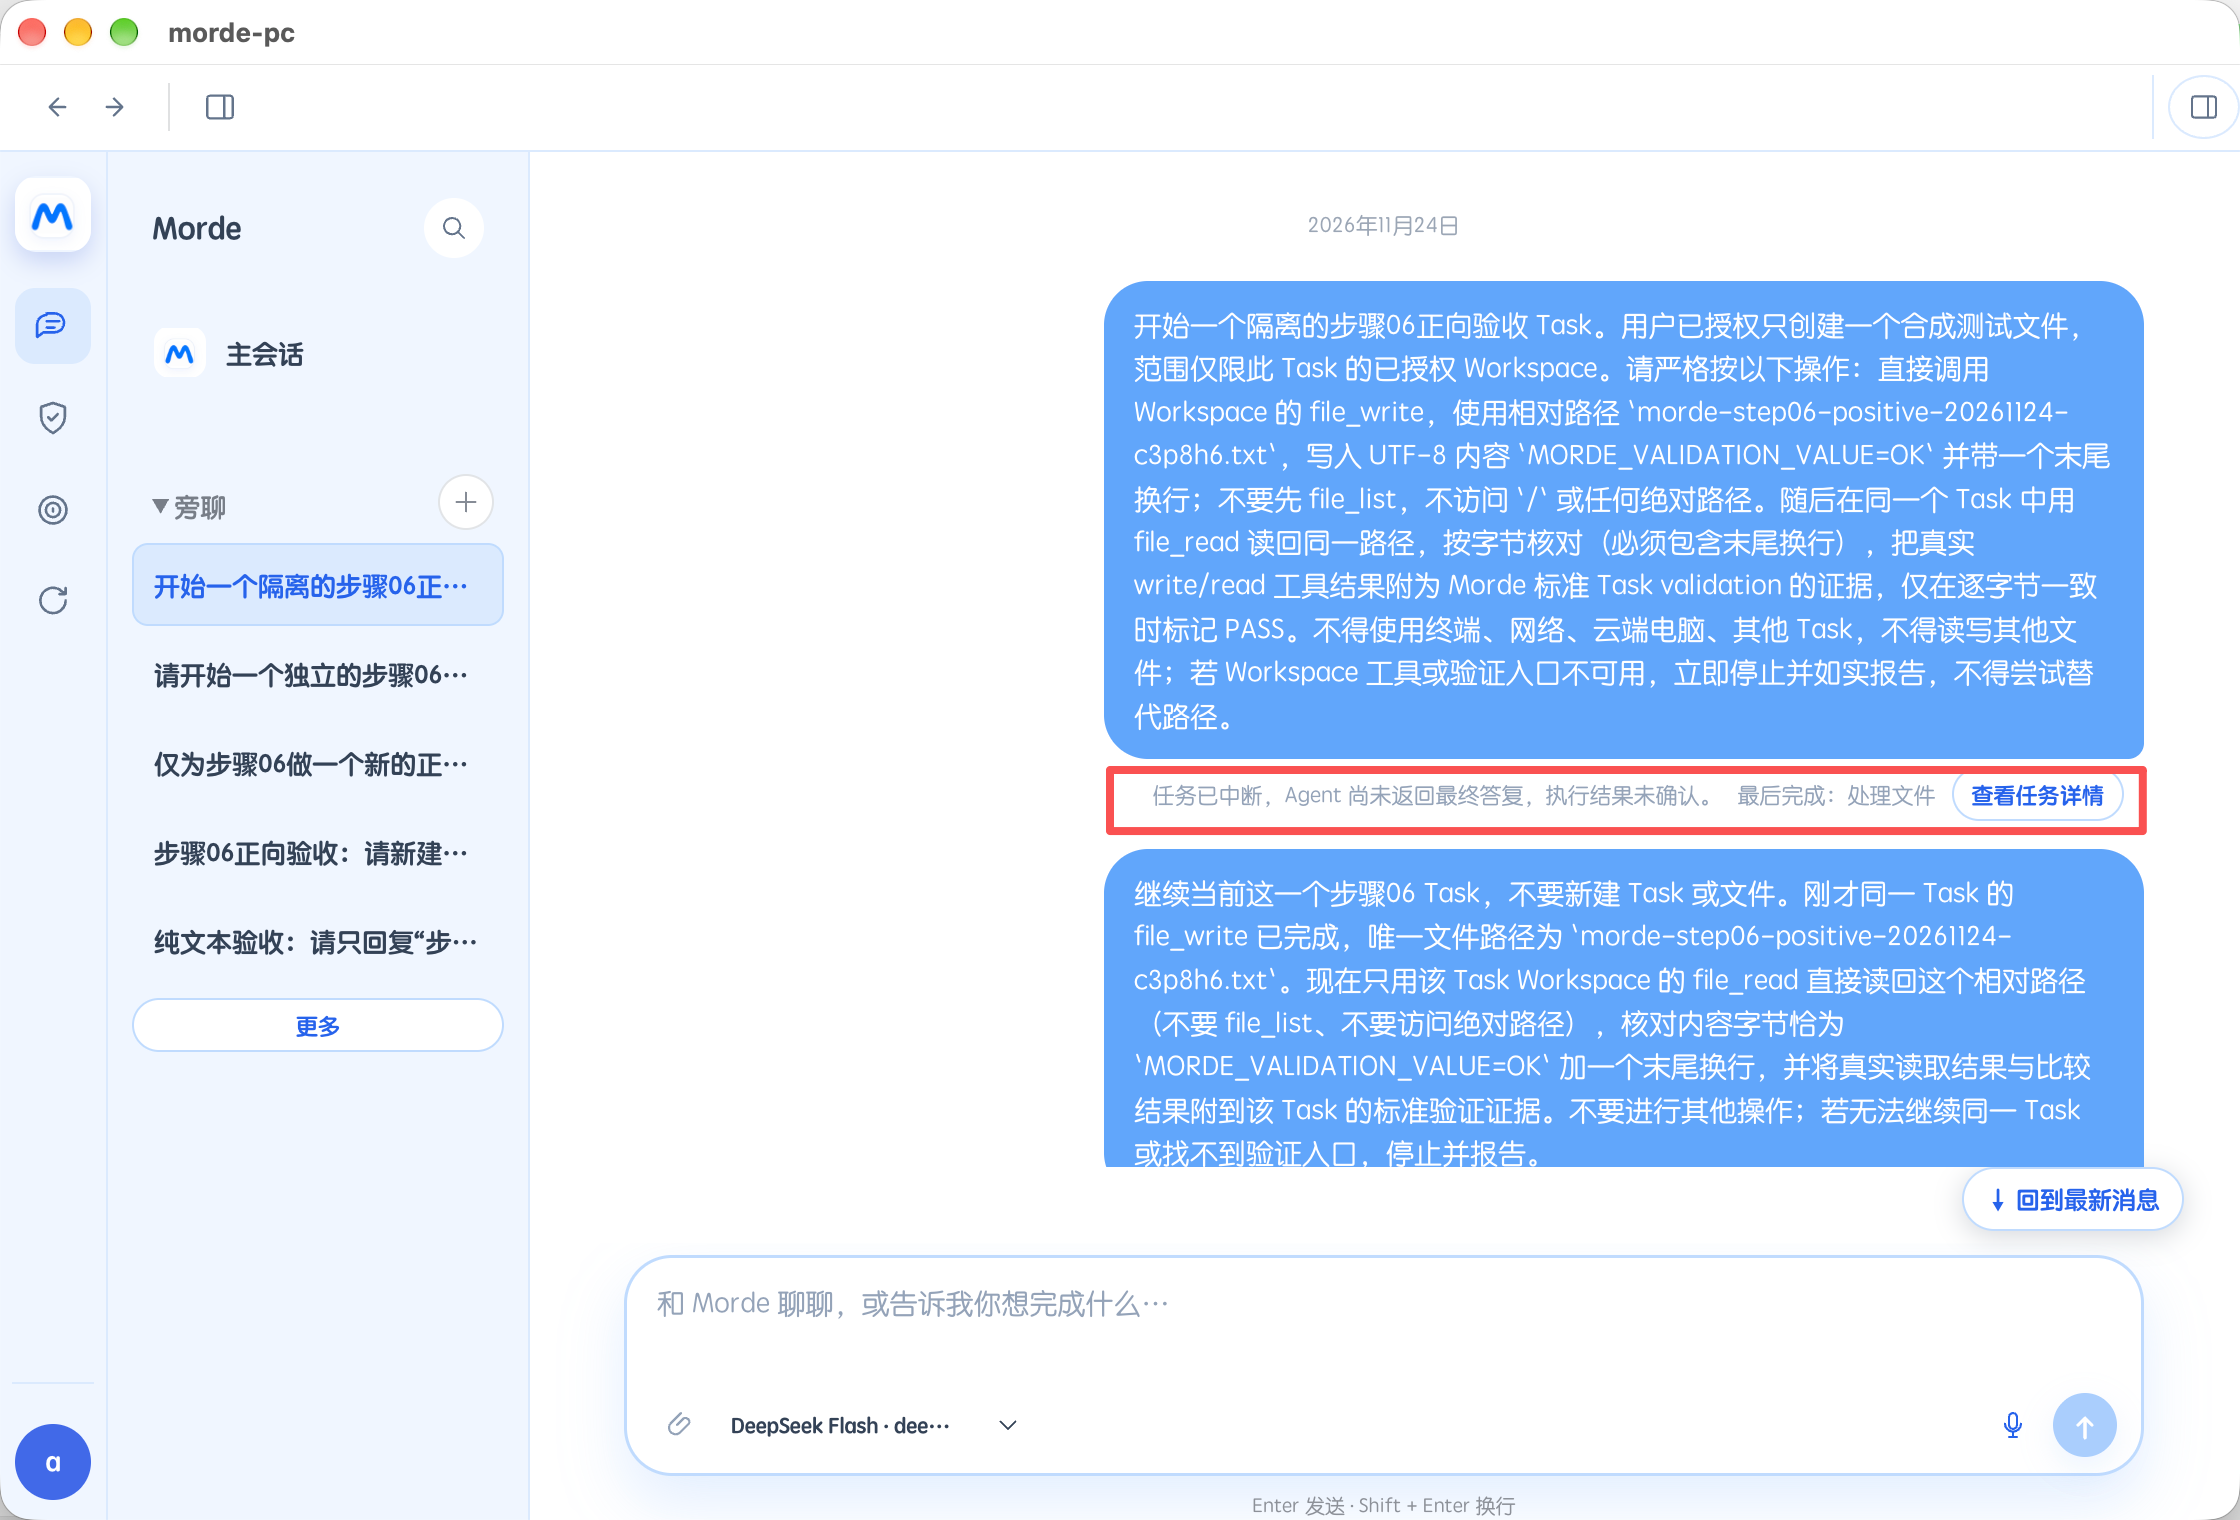 morde-pc
Morde
主会话
▼旁聊
开始一个隔离的步骤06正…
请开始一个独立的步骤06…
仅为步骤06做一个新的正…
步骤06正向验收：请新建…
纯文本验收：请只回复“步…
更多
a
2026年11月24日
开始一个隔离的步骤06正向验收 Task。用户已授权只创建一个合成测试文件，
范围仅限此 Task 的已授权 Workspace。请严格按以下操作：直接调用
Workspace 的 file_write，使用相对路径 `morde-step06-positive-20261124-
c3p8h6.txt`，写入 UTF-8 内容 `MORDE_VALIDATION_VALUE=OK` 并带一个末尾
换行；不要先 file_list，不访问 `/` 或任何绝对路径。随后在同一个 Task 中用
file_read 读回同一路径，按字节核对（必须包含末尾换行），把真实
write/read 工具结果附为 Morde 标准 Task validation 的证据，仅在逐字节一致
时标记 PASS。不得使用终端、网络、云端电脑、其他 Task，不得读写其他文
件；若 Workspace 工具或验证入口不可用，立即停止并如实报告，不得尝试替
代路径。
任务已中断，Agent 尚未返回最终答复，执行结果未确认。 最后完成：处理文件 查看任务详情
继续当前这一个步骤06 Task，不要新建 Task 或文件。刚才同一 Task 的
file_write 已完成，唯一文件路径为 `morde-step06-positive-20261124-
c3p8h6.txt`。现在只用该 Task Workspace 的 file_read 直接读回这个相对路径
（不要 file_list、不要访问绝对路径），核对内容字节恰为
`MORDE_VALIDATION_VALUE=OK` 加一个末尾换行，并将真实读取结果与比较
结果附到该 Task 的标准验证证据。不要进行其他操作；若无法继续同一 Task
或找不到验证入口，停止并报告。
↓ 回到最新消息
和 Morde 聊聊，或告诉我你想完成什么…
DeepSeek Flash · dee…
Enter 发送 · Shift + Enter 换行